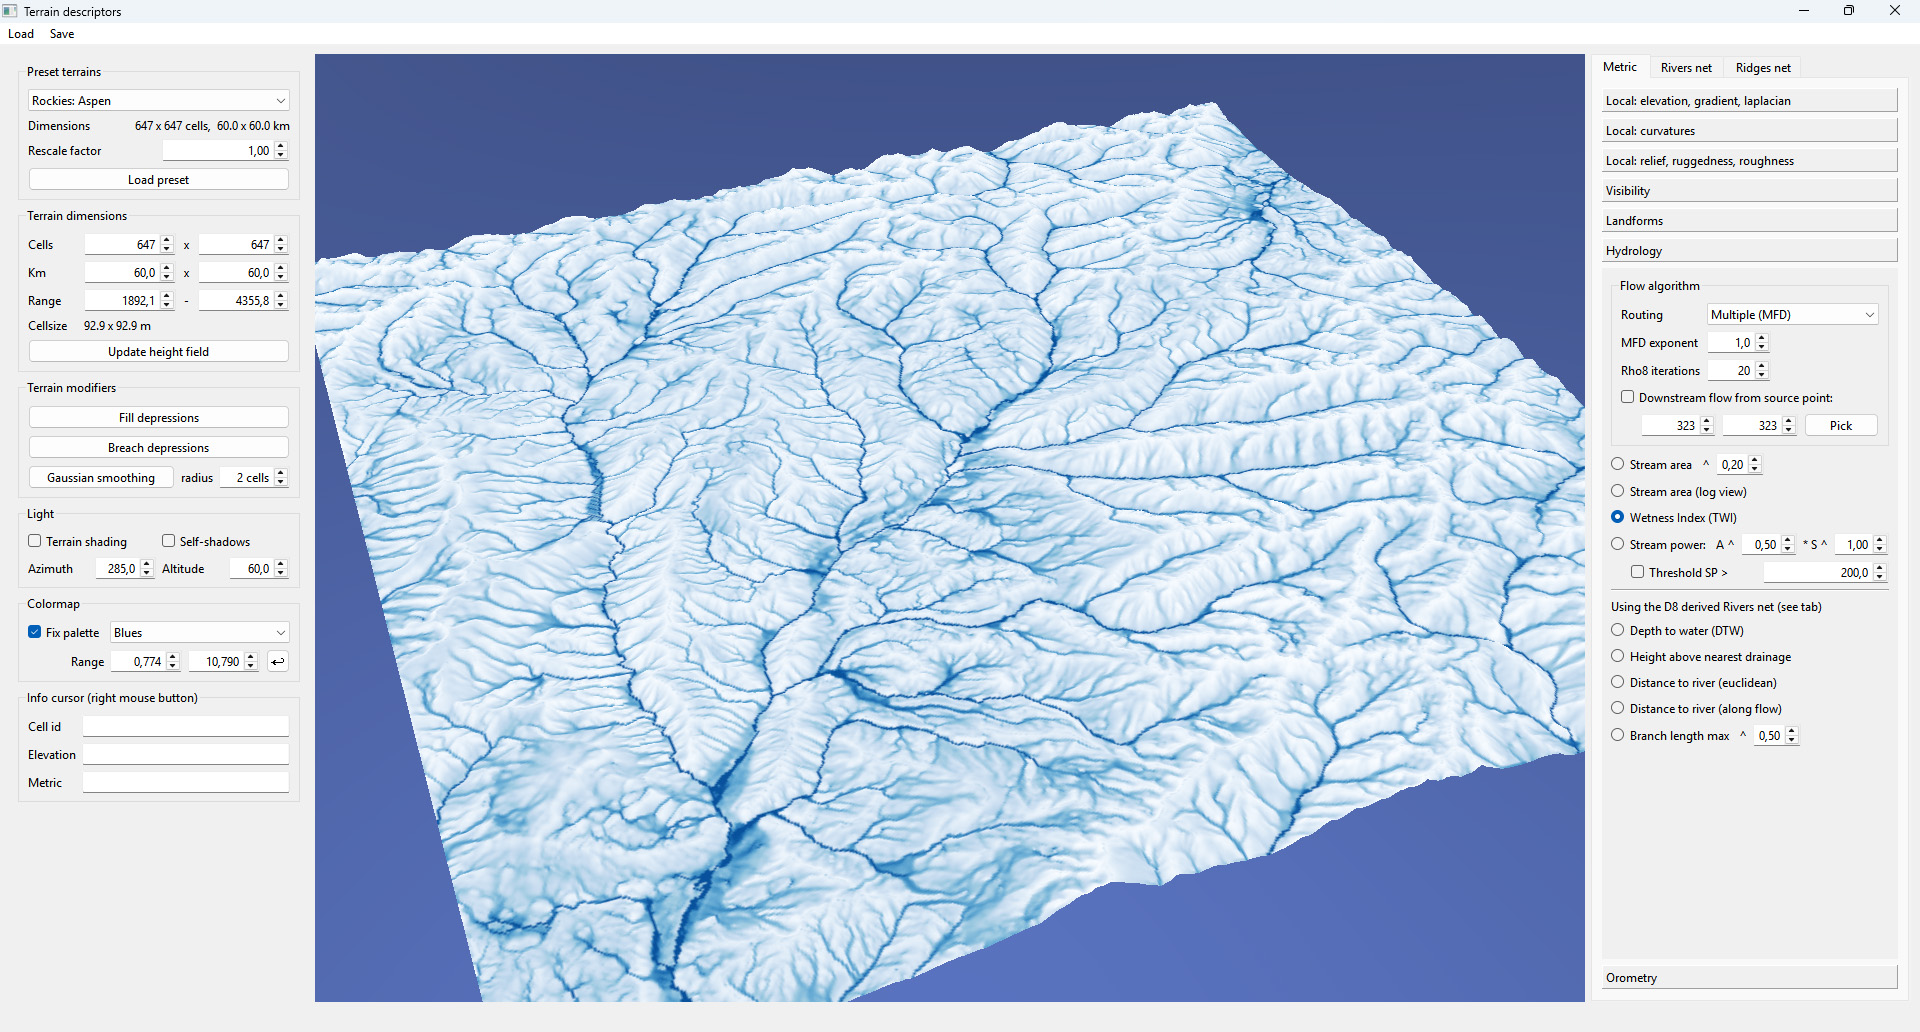 Terrain descriptors
Load Save
Preset terrains
Rockies: Aspen
Dimensions 647 x 647 cells, 60.0 x 60.0 km
Rescale factor 1,00
Load preset
Terrain dimensions
Cells 647 x 647
Km 60,0 x 60,0
Range 1892,1 - 4355,8
Cellsize 92.9 x 92.9 m
Update height field
Terrain modifiers
Fill depressions
Breach depressions
Gaussian smoothing radius 2 cells
Light
Terrain shading Self-shadows
Azimuth 285,0 Altitude 60,0
Colormap
Fix palette Blues
Range 0,774 10,790
Info cursor (right mouse button)
Cell id
Elevation
Metric
Metric Rivers net Ridges net
Local: elevation, gradient, laplacian
Local: curvatures
Local: relief, ruggedness, roughness
Visibility
Landforms
Hydrology
Flow algorithm
Routing Multiple (MFD)
MFD exponent 1,0
Rho8 iterations 20
Downstream flow from source point:
323 323 Pick
Stream area ^ 0,20
Stream area (log view)
Wetness Index (TWI)
Stream power: A ^ 0,50 * S ^ 1,00
Threshold SP > 200,0
Using the D8 derived Rivers net (see tab)
Depth to water (DTW)
Height above nearest drainage
Distance to river (euclidean)
Distance to river (along flow)
Branch length max ^ 0,50
Orometry